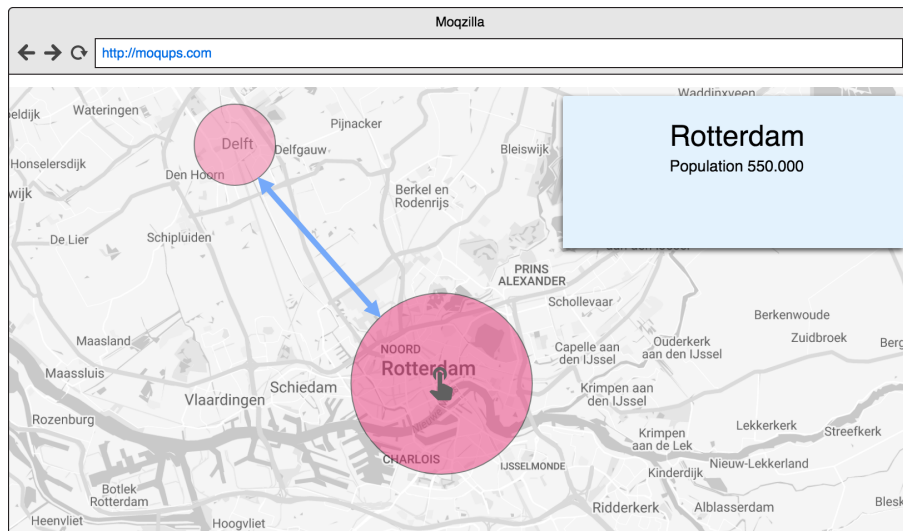 Moqzilla
http://moqups.com
Waddinxveen
Wateringen
Pijnacker
Delft
Delfgauw
Bleiswijk
Rotterdam
Population 550.000
Honselersdijk
Den Hoorn
wijk
Berkel en
Rodenrijs
De Lier
Schipluiden
PRINS
ALEXANDER
Schollevaar
Berkenwoude
Maasland
NOORD
Capelle aan
den IJssel
Ouderkerk
aan den IJssel
Zuidbroek
Berg
Maassluis
Rotterdam
Schiedam
Vlaardingen
Krimpen aan
den IJssel
Rozenburg
Krimpen
aan de Lek
Lekkerkerk
Streefkerk
CHARLOIS
IJSSELMONDE
Kinderdijk
Nieuw-Lekkerland
Botlek
Rotterdam
Ridderkerk
Alblasserdam
Blesk
Heenvliet
Hoogvliet